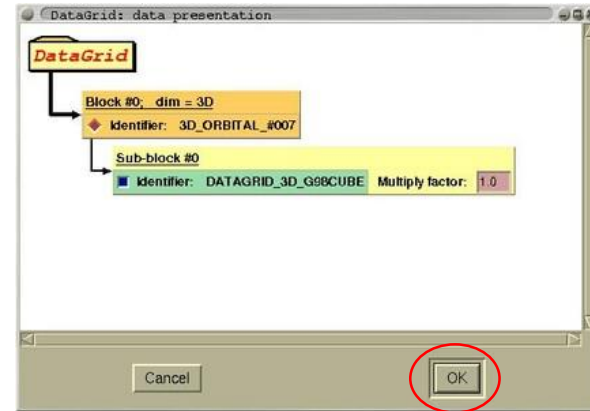 DataGrid: data presentation
DataGrid
Block #0; dim = 3D
Identifier: 3D_ORBITAL_#007
Sub-block #0
Identifier: DATAGRID_3D_G98CUBE Multiply factor: 1.0
Cancel OK